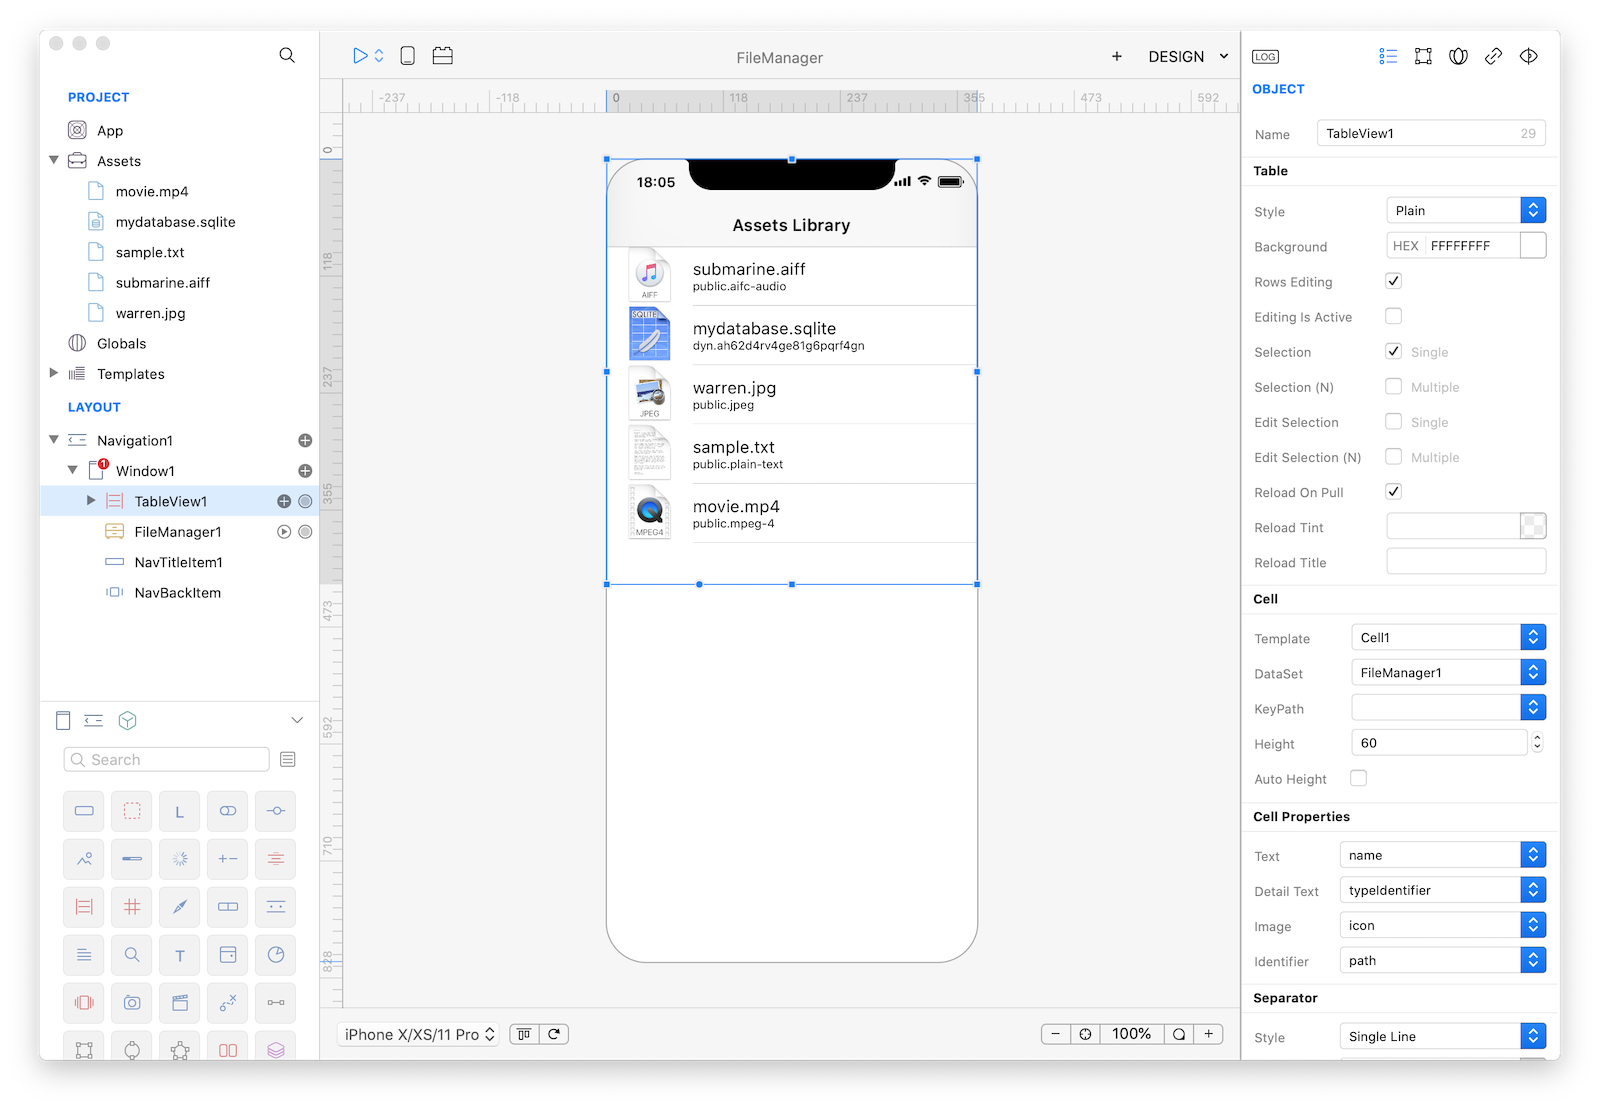 FileManager
DESIGN
LOG
PROJECT
App
Assets
movie.mp4
mydatabase.sqlite
sample.txt
submarine.aiff
warren.jpg
Globals
Templates
LAYOUT
Navigation1
1
Window1
TableView1
FileManager1
NavTitleItem1
NavBackItem
Search
L
T
-237
-118
0
118
237
355
473
592
0
118
237
355
473
592
710
828
18:05
Assets Library
AIFF
submarine.aiff
public.aifc-audio
SQLITE
mydatabase.sqlite
dyn.ah62d4rv4ge81g6pqrf4gn
JPEG
warren.jpg
public.jpeg
sample.txt
public.plain-text
MPEG4
movie.mp4
public.mpeg-4
iPhone X/XS/11 Pro
100%
OBJECT
Name TableView1 29
Table
Style Plain
Background HEX FFFFFFFF
Rows Editing
Editing Is Active
Selection Single
Selection (N) Multiple
Edit Selection Single
Edit Selection (N) Multiple
Reload On Pull
Reload Tint
Reload Title
Cell
Template Cell1
DataSet FileManager1
KeyPath
Height 60
Auto Height
Cell Properties
Text name
Detail Text typeIdentifier
Image icon
Identifier path
Separator
Style Single Line